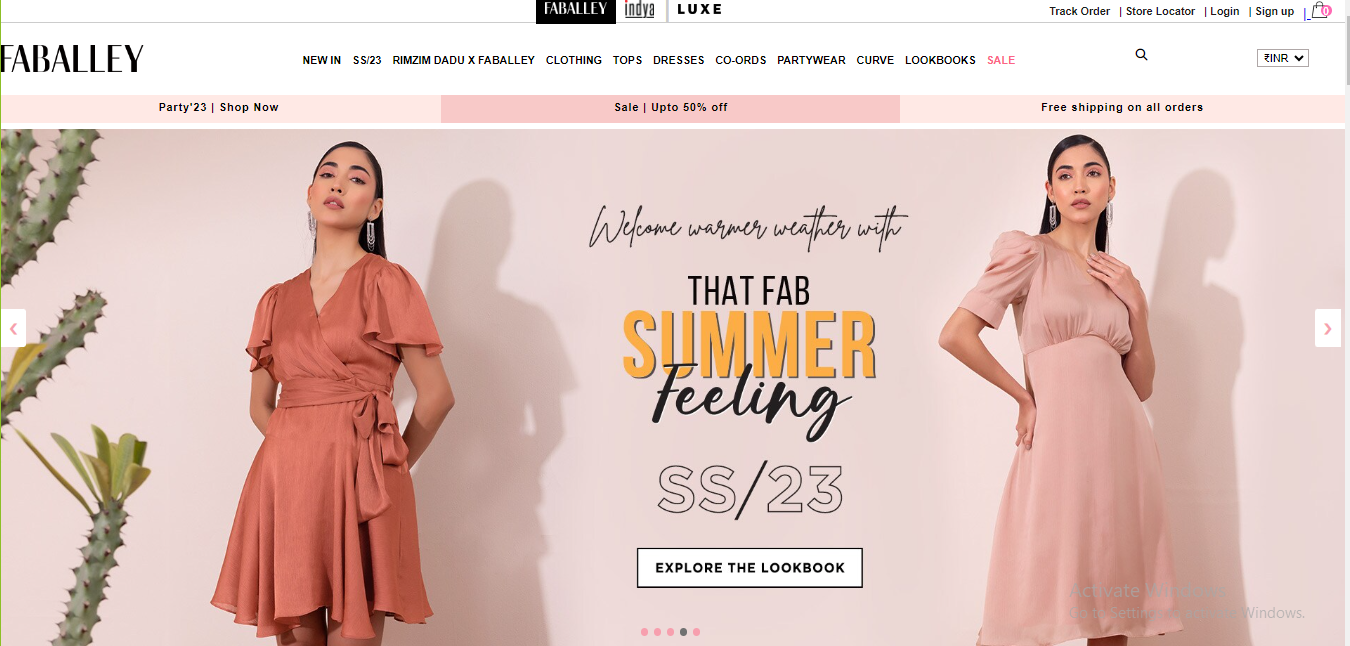 FABALLEY indya LUXE
Track Order | Store Locator | Login | Sign up | 0
FABALLEY
NEW IN SS/23 RIMZIM DADU X FABALLEY CLOTHING TOPS DRESSES CO-ORDS PARTYWEAR CURVE LOOKBOOKS SALE
₹INR
Party'23 | Shop Now
Sale | Upto 50% off
Free shipping on all orders
Welcome warmer weather with
THAT FAB
SUMMER
Feeling
SS/23
EXPLORE THE LOOKBOOK
Activate Windows
Go to Settings to activate Windows.